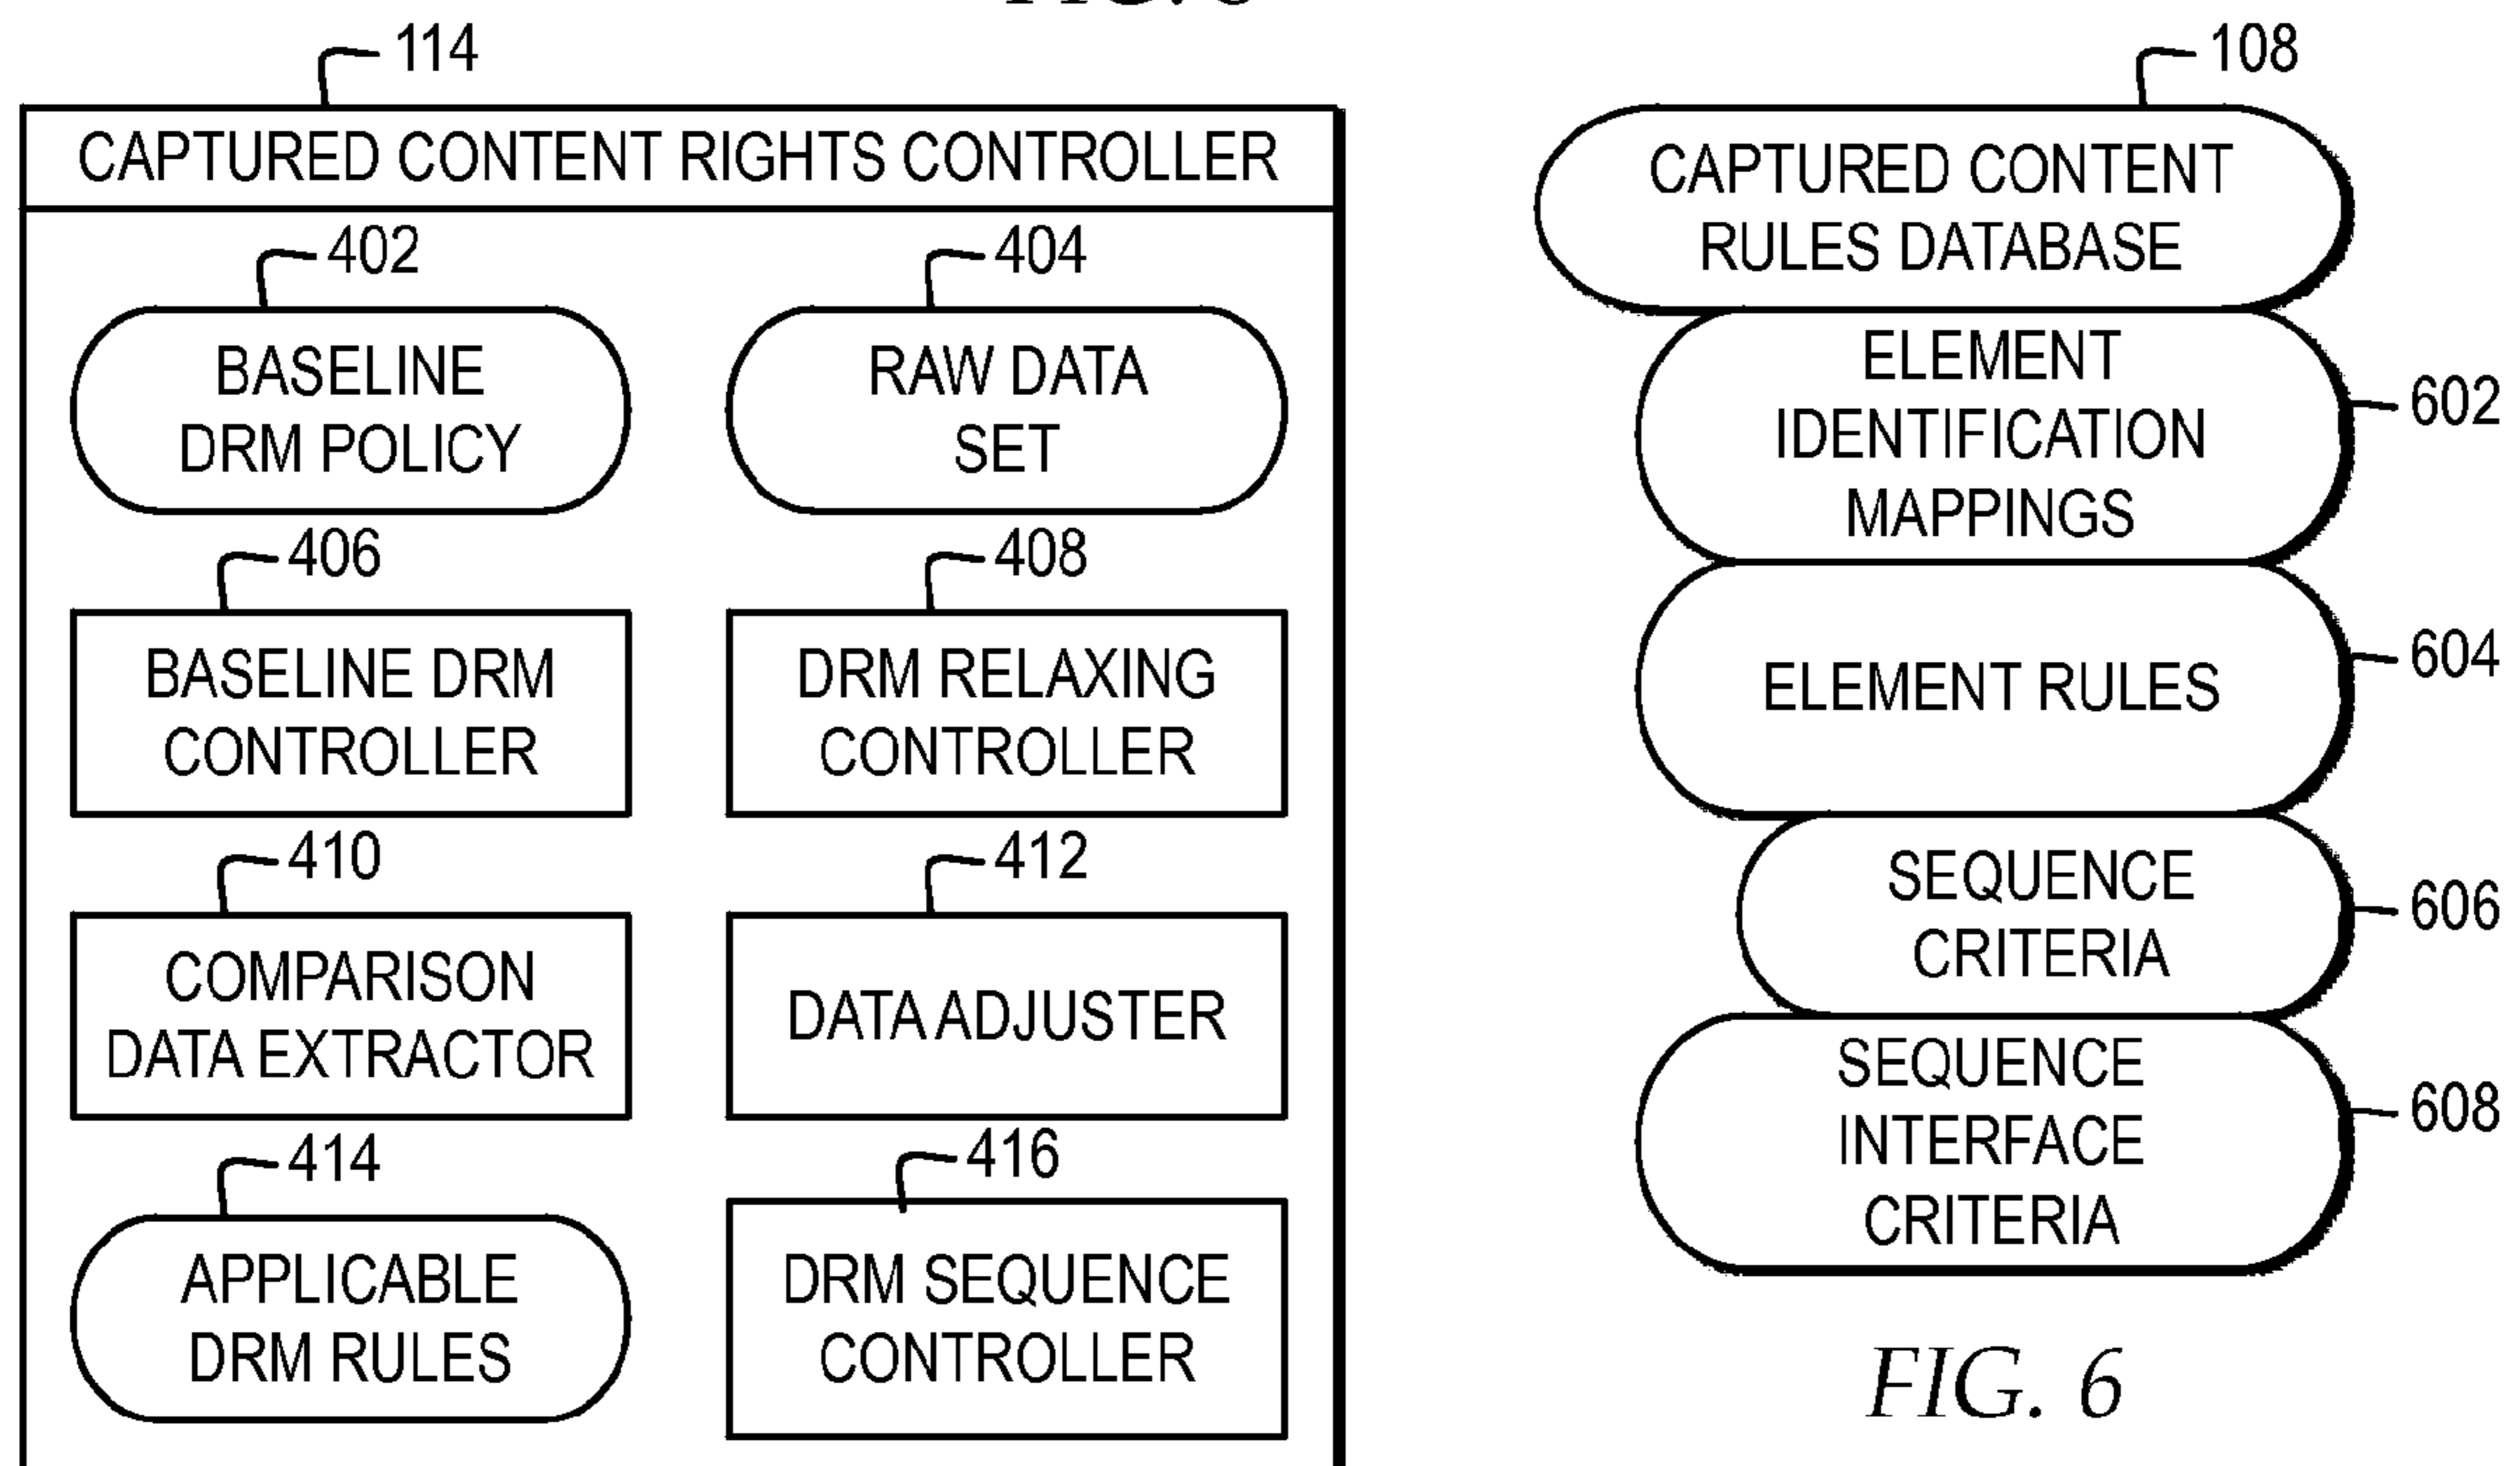 114
CAPTURED CONTENT RIGHTS CONTROLLER
402
BASELINE
DRM POLICY
404
RAW DATA
SET
406
BASELINE DRM
CONTROLLER
408
DRM RELAXING
CONTROLLER
410
COMPARISON
DATA EXTRACTOR
412
DATA ADJUSTER
414
APPLICABLE
DRM RULES
416
DRM SEQUENCE
CONTROLLER
108
CAPTURED CONTENT
RULES DATABASE
ELEMENT
IDENTIFICATION
MAPPINGS
602
ELEMENT RULES
604
SEQUENCE
CRITERIA
606
SEQUENCE
INTERFACE
CRITERIA
608
FIG. 6